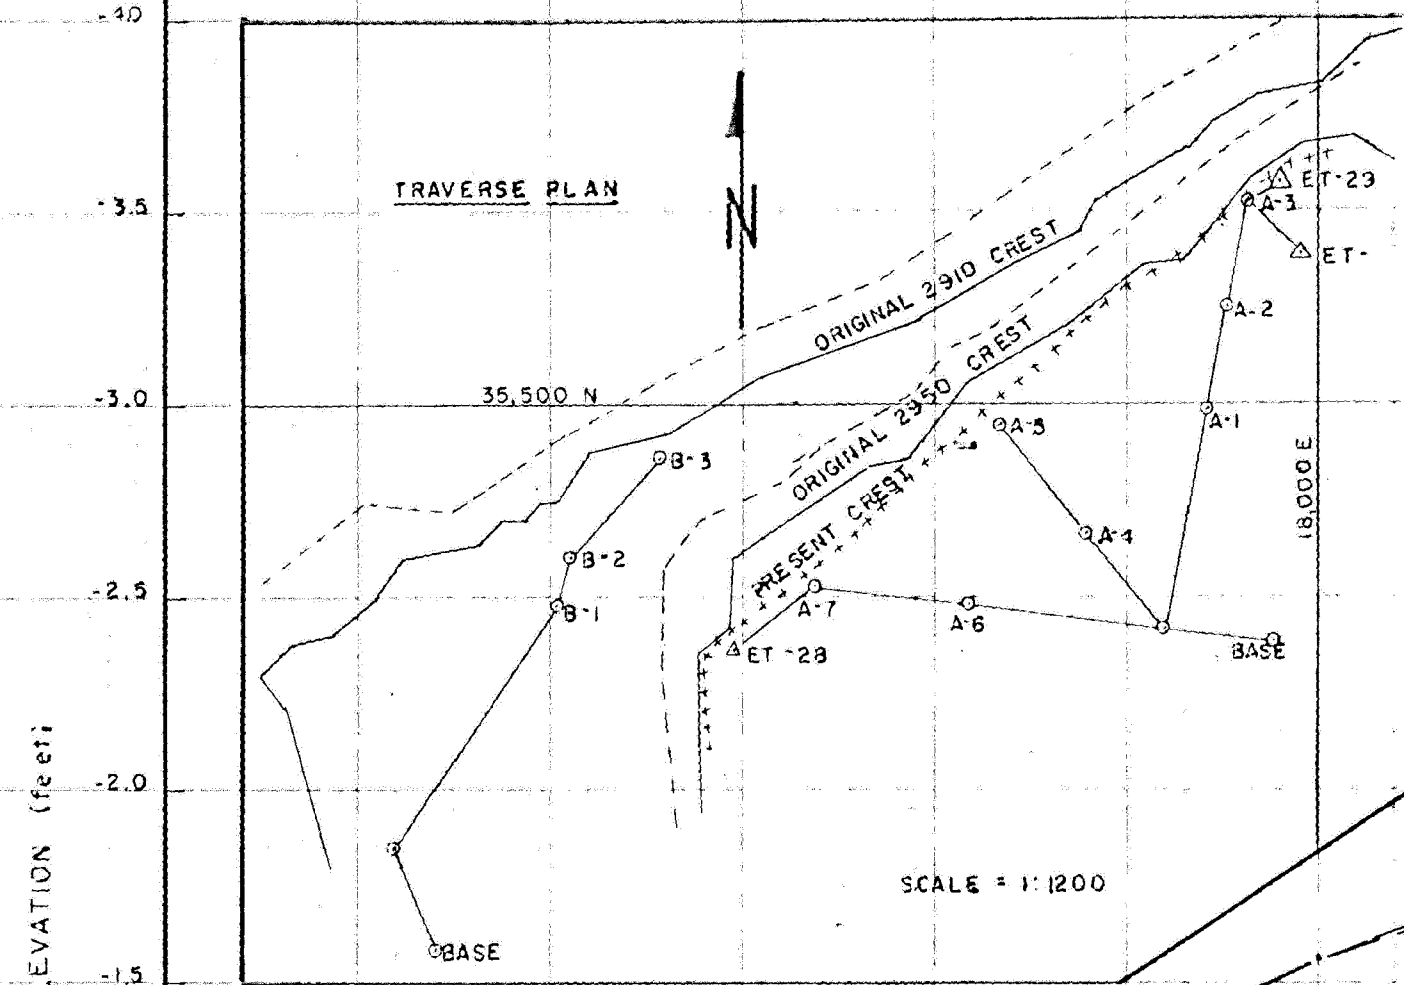 -4.0
TRAVERSE PLAN
-3.5
N
ORIGINAL 2910 CREST
ET-29
A-3
ET-
A-2
-3.0
35,500 N
ORIGINAL 2950 CREST
A-5
A-1
B-3
18,000 E
PRESENT CREST
A-4
B-2
-2.5
B-1
A-7
A-6
ET-28
BASE
-2.0
EVATION (feet)
SCALE = 1:1200
BASE
-1.5